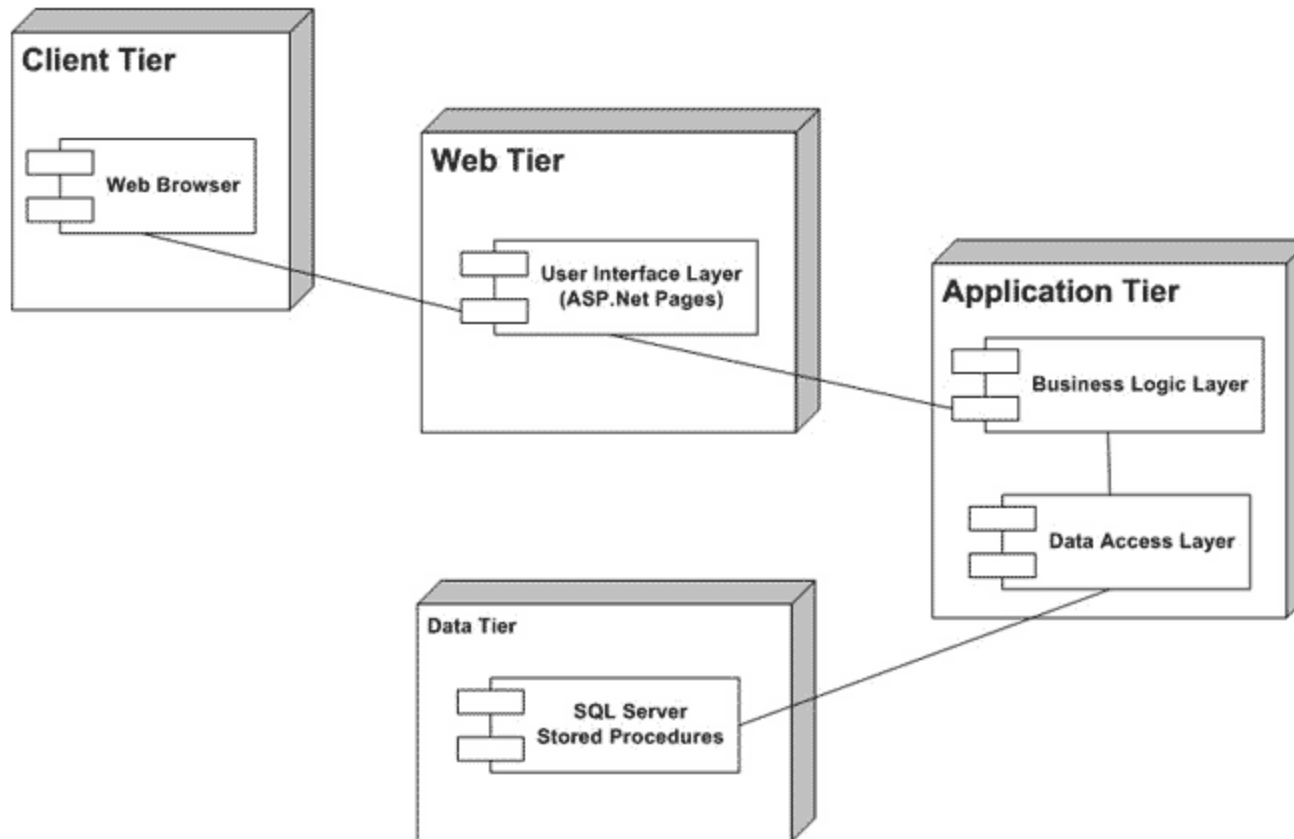 Client Tier
Web Browser
Web Tier
User Interface Layer
(ASP.Net Pages)
Application Tier
Business Logic Layer
Data Access Layer
Data Tier
SQL Server
Stored Procedures